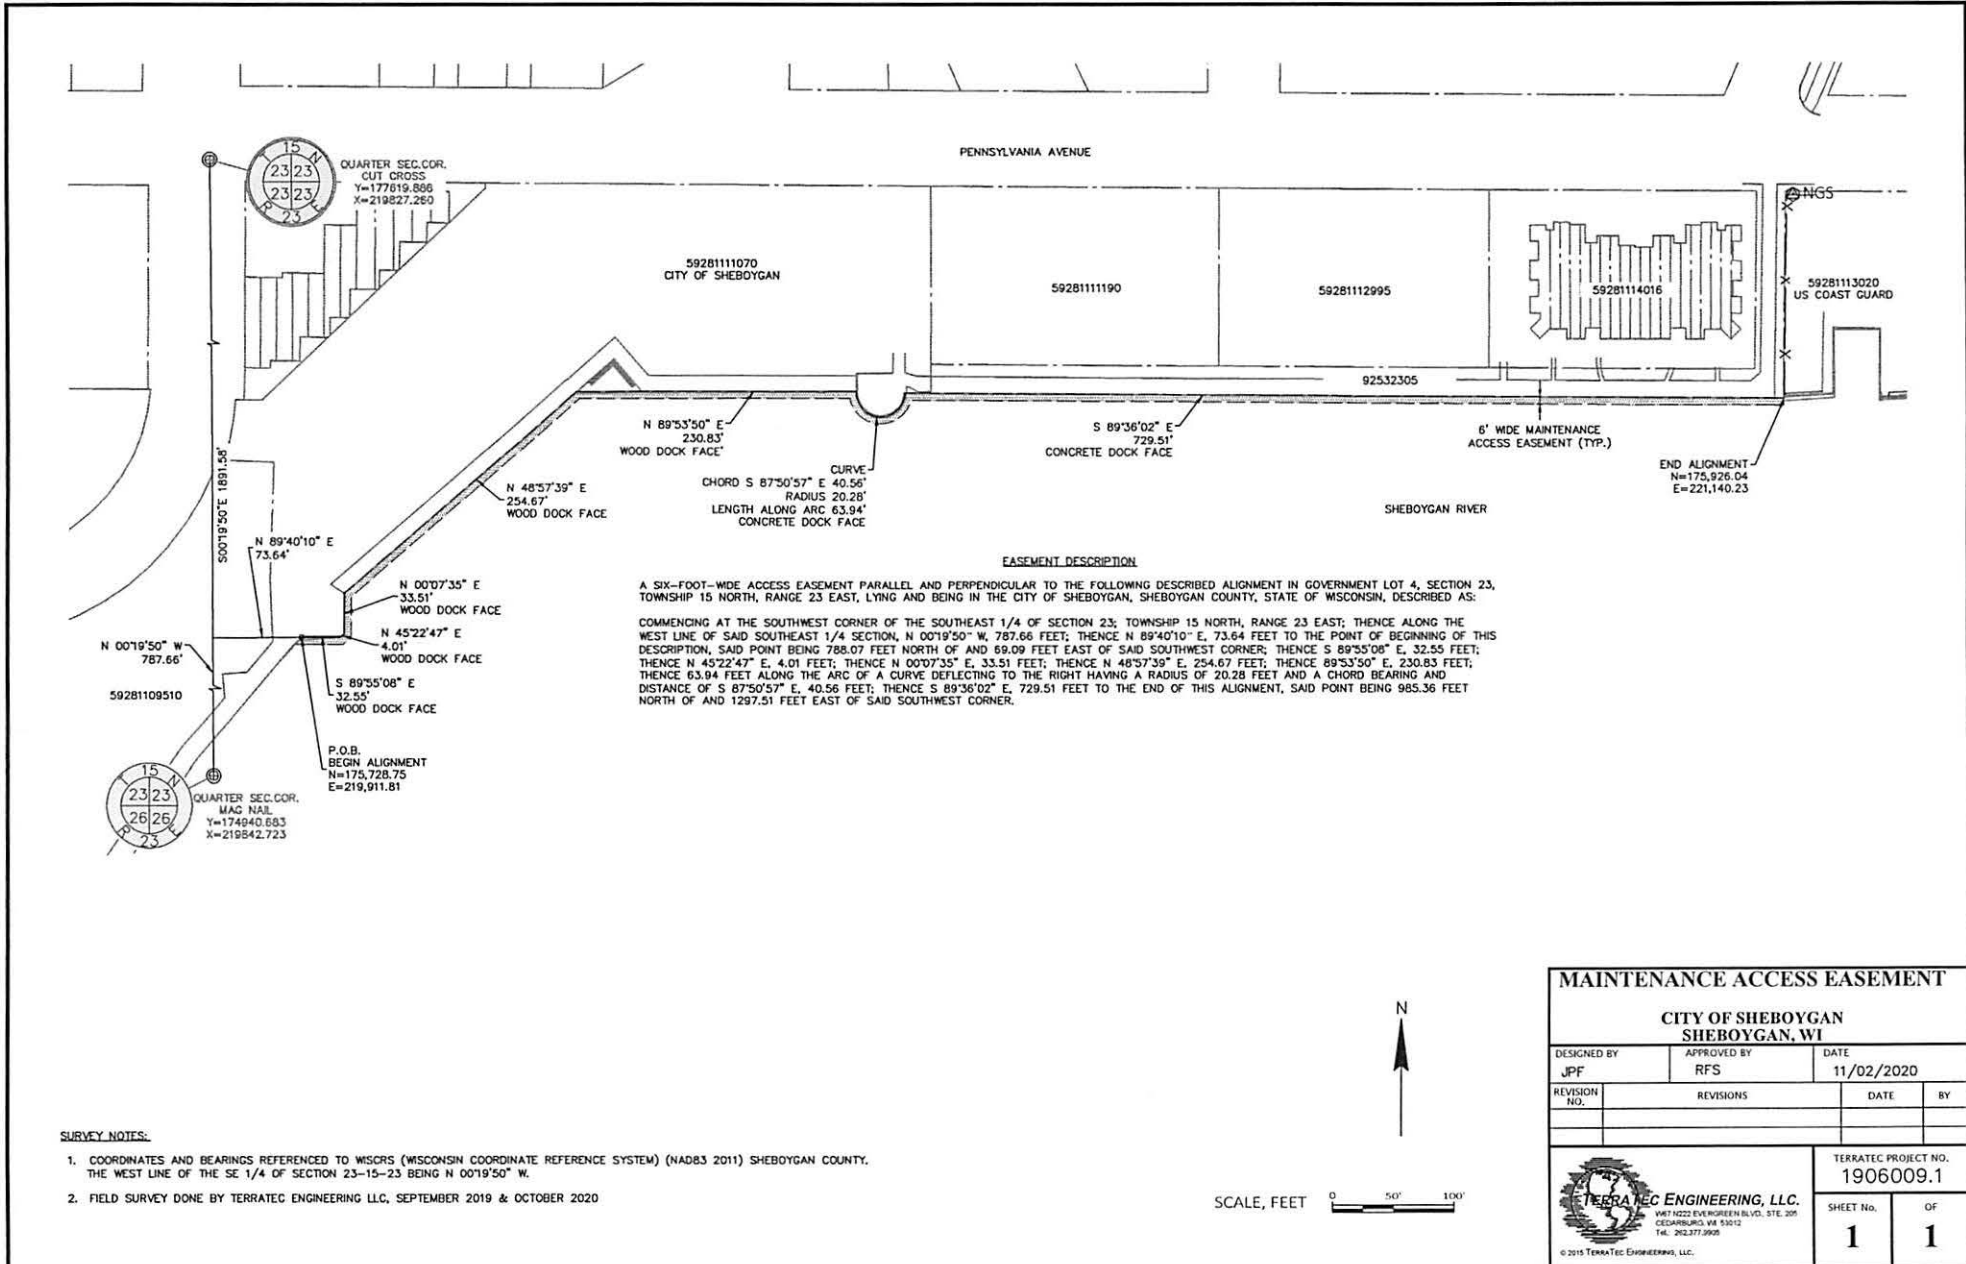 PENNSYLVANIA AVENUE
15
N
23 23
23 23
R
E
23
QUARTER SEC.COR.
CUT CROSS
Y=177619.886
X=219827.260
NGS
59281111070
CITY OF SHEBOYGAN
59281111190
59281112995
59281114016
59281113020
US COAST GUARD
92532305
N 89°53'50" E
230.83'
WOOD DOCK FACE
CURVE
CHORD S 87°50'57" E 40.56'
RADIUS 20.28'
LENGTH ALONG ARC 63.94'
CONCRETE DOCK FACE
S 89°36'02" E
729.51'
CONCRETE DOCK FACE
6' WIDE MAINTENANCE
ACCESS EASEMENT (TYP.)
END ALIGNMENT
N=175,926.04
E=221,140.23
SHEBOYGAN RIVER
N 48°57'39" E
254.67'
WOOD DOCK FACE
S00°19'50"E 1891.58'
N 89°40'10" E
73.64'
N 00°07'35" E
33.51'
WOOD DOCK FACE
N 45°22'47" E
4.01'
WOOD DOCK FACE
N 00°19'50" W
787.66'
S 89°55'08" E
32.55'
WOOD DOCK FACE
59281109510
P.O.B.
BEGIN ALIGNMENT
N=175,728.75
E=219,911.81
15
N
23 23
26 26
R
E
23
QUARTER SEC.COR.
MAG NAIL
Y=174940.683
X=219842.723
EASEMENT DESCRIPTION
A SIX-FOOT-WIDE ACCESS EASEMENT PARALLEL AND PERPENDICULAR TO THE FOLLOWING DESCRIBED ALIGNMENT IN GOVERNMENT LOT 4, SECTION 23,
TOWNSHIP 15 NORTH, RANGE 23 EAST, LYING AND BEING IN THE CITY OF SHEBOYGAN, SHEBOYGAN COUNTY, STATE OF WISCONSIN, DESCRIBED AS:
COMMENCING AT THE SOUTHWEST CORNER OF THE SOUTHEAST 1/4 OF SECTION 23; TOWNSHIP 15 NORTH, RANGE 23 EAST; THENCE ALONG THE
WEST LINE OF SAID SOUTHEAST 1/4 SECTION, N 00°19'50" W, 787.66 FEET; THENCE N 89°40'10" E, 73.64 FEET TO THE POINT OF BEGINNING OF THIS
DESCRIPTION, SAID POINT BEING 788.07 FEET NORTH OF AND 69.09 FEET EAST OF SAID SOUTHWEST CORNER; THENCE S 89°55'08" E, 32.55 FEET;
THENCE N 45°22'47" E, 4.01 FEET; THENCE N 00°07'35" E, 33.51 FEET; THENCE N 48°57'39" E, 254.67 FEET; THENCE 89°53'50" E, 230.83 FEET;
THENCE 63.94 FEET ALONG THE ARC OF A CURVE DEFLECTING TO THE RIGHT HAVING A RADIUS OF 20.28 FEET AND A CHORD BEARING AND
DISTANCE OF S 87°50'57" E, 40.56 FEET; THENCE S 89°36'02" E, 729.51 FEET TO THE END OF THIS ALIGNMENT, SAID POINT BEING 985.36 FEET
NORTH OF AND 1297.51 FEET EAST OF SAID SOUTHWEST CORNER.
N
SCALE, FEET 0 50' 100'
SURVEY NOTES:
1. COORDINATES AND BEARINGS REFERENCED TO WISCRS (WISCONSIN COORDINATE REFERENCE SYSTEM) (NAD83 2011) SHEBOYGAN COUNTY.
THE WEST LINE OF THE SE 1/4 OF SECTION 23-15-23 BEING N 00°19'50" W.
2. FIELD SURVEY DONE BY TERRATEC ENGINEERING LLC, SEPTEMBER 2019 & OCTOBER 2020
MAINTENANCE ACCESS EASEMENT
CITY OF SHEBOYGAN
SHEBOYGAN, WI
DESIGNED BY APPROVED BY DATE
JPF RFS 11/02/2020
REVISION NO. REVISIONS DATE BY
TERRATEC ENGINEERING, LLC.
W67 N222 EVERGREEN BLVD., STE. 205
CEDARBURG, WI 53012
TEL: 262.377.9905
© 2015 TERRATEC ENGINEERING, LLC.
TERRATEC PROJECT NO.
1906009.1
SHEET No. OF
1 1